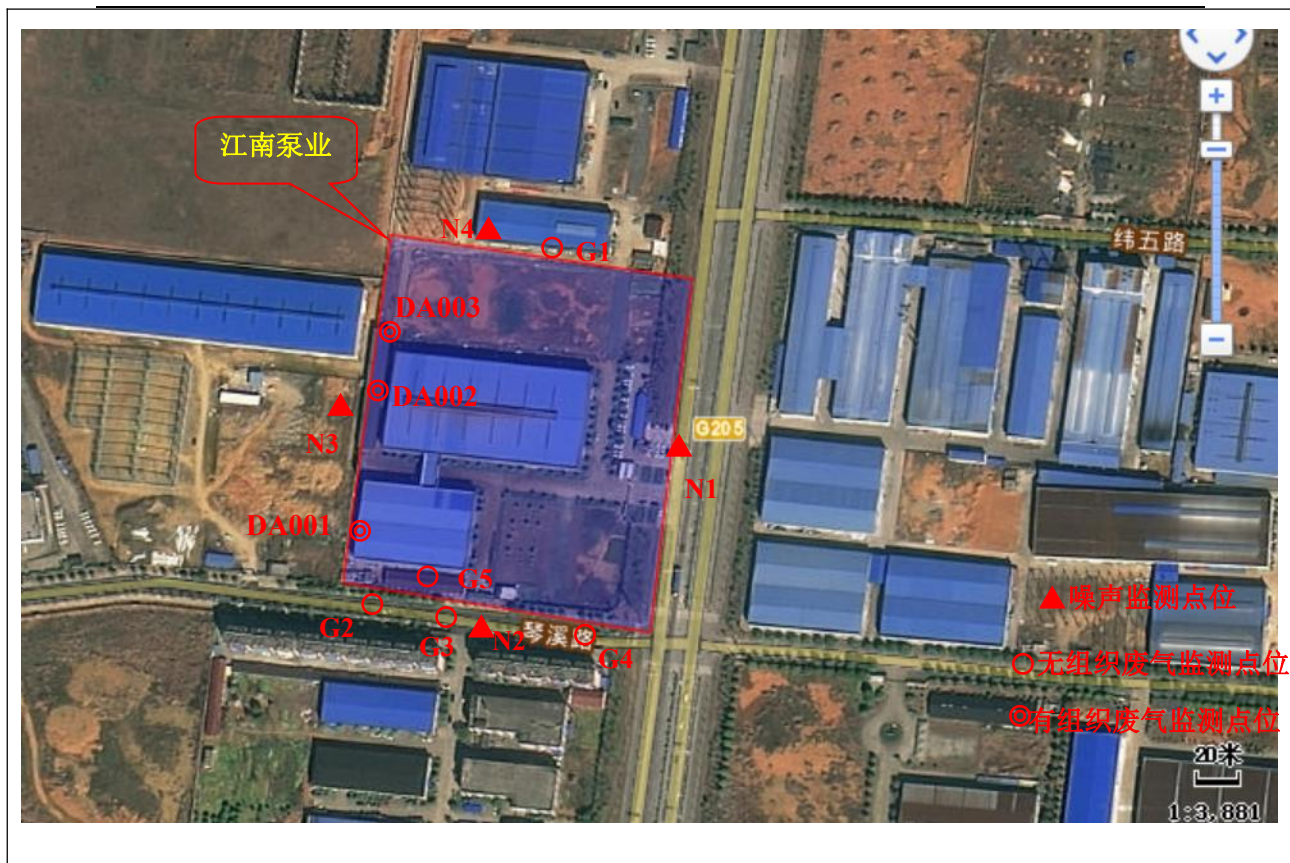 江南泵业
N4
G1
纬五路
DA003
DA002
N3
G205
N1
DA001
G5
噪声监测点位
G2
G3
N2
琴溪路
G4
无组织废气监测点位
有组织废气监测点位
20米
1:3,881